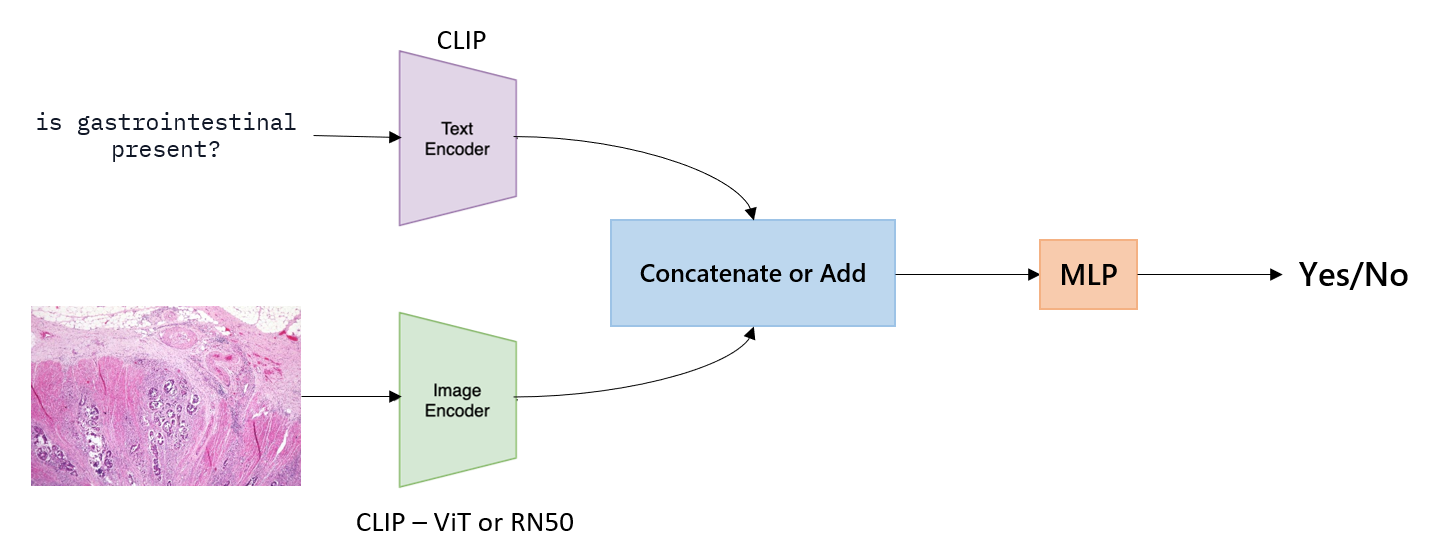 CLIP
is gastrointestinal
present?
Text
Encoder
Concatenate or Add
MLP
Yes/No
Image
Encoder
CLIP – ViT or RN50